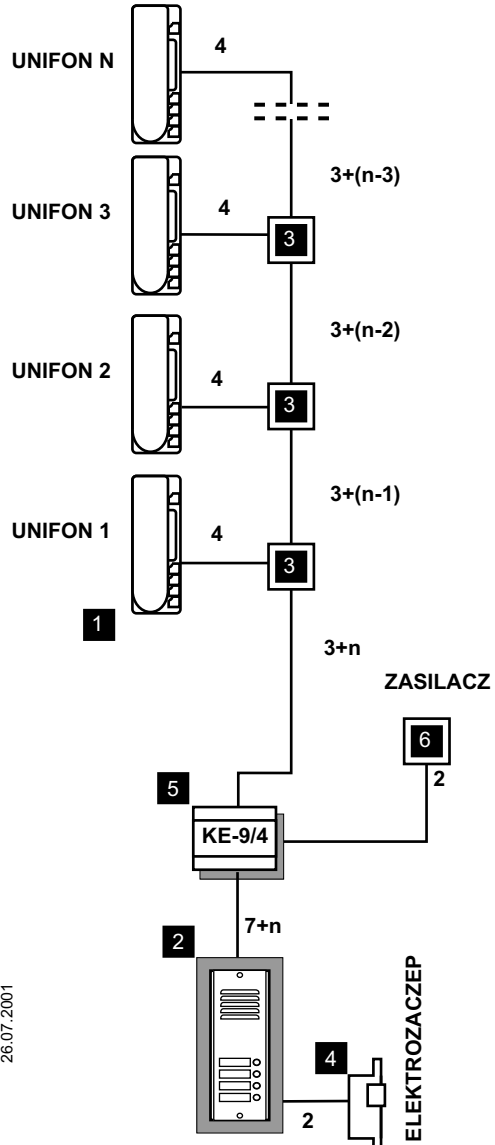 UNIFON N
4
3+(n-3)
UNIFON 3
4
3
3+(n-2)
UNIFON 2
4
3
3+(n-1)
UNIFON 1
4
3
1
3+n
ZASILACZ
6
2
5
KE-9/4
7+n
2
26.07.2001
4
2
ELEKTROZACZEP